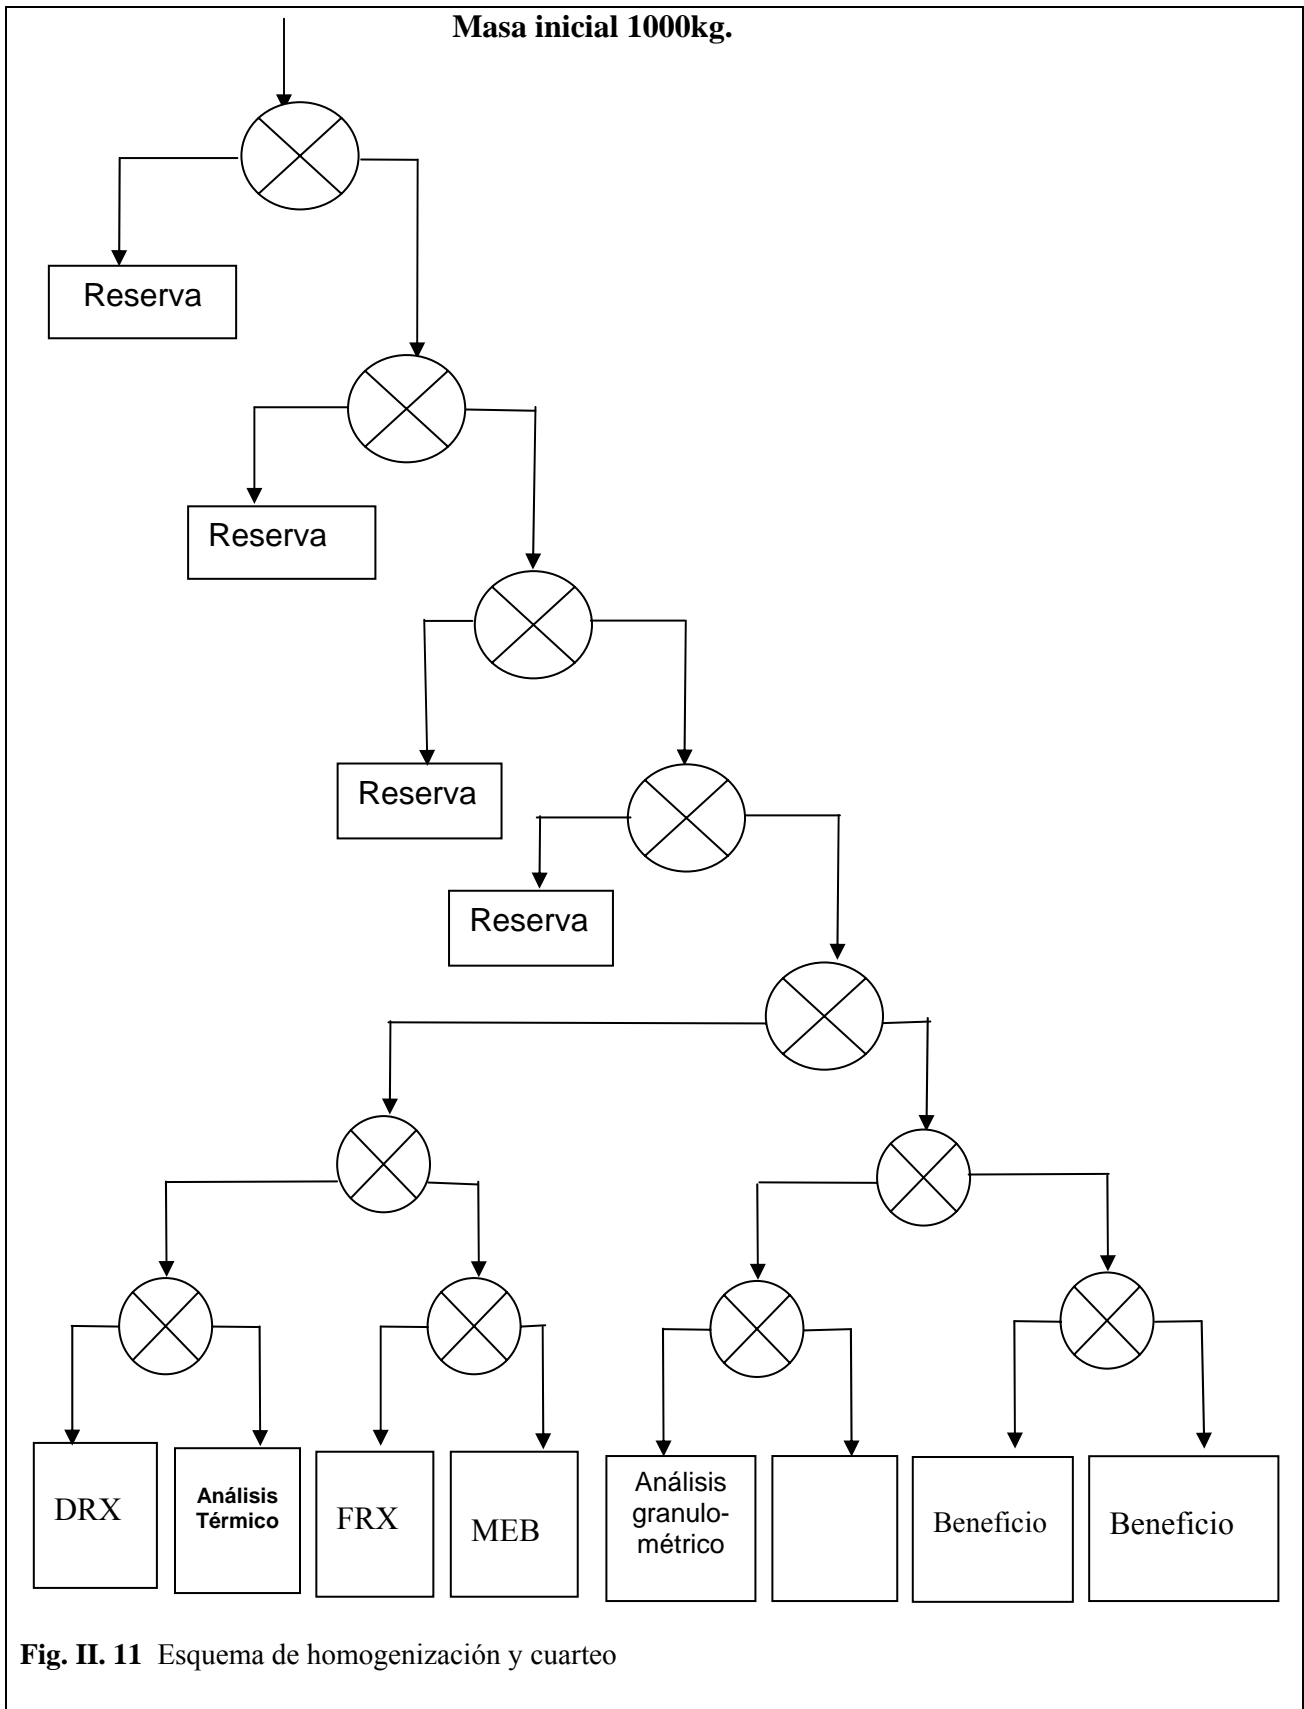 Masa inicial 1000kg.
Reserva
Reserva
Reserva
Reserva
DRX
Análisis
Térmico
FRX
MEB
Análisis
granulo-
métrico
Beneficio
Beneficio
Fig. II. 11 Esquema de homogenización y cuarteo